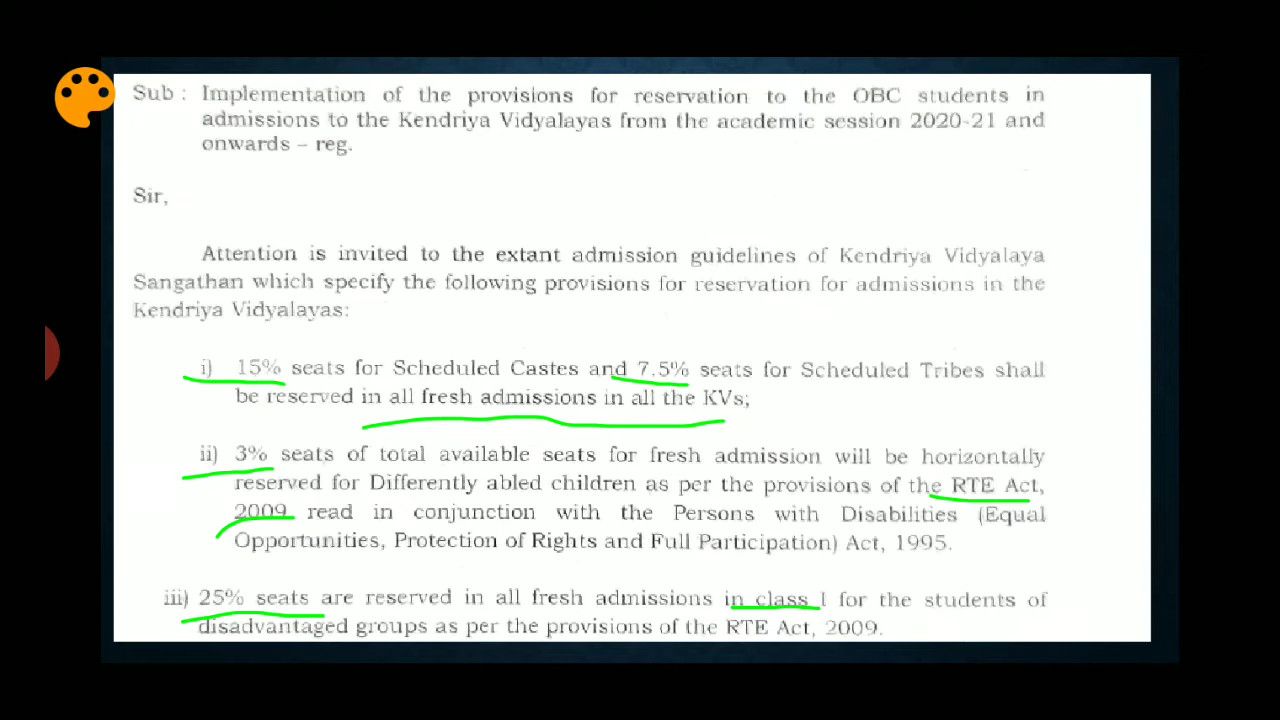 Sub : Implementation of the provisions for reservation to the OBC students in
admissions to the Kendriya Vidyalayas from the academic session 2020-21 and
onwards – reg.
Sir,
Attention is invited to the extant admission guidelines of Kendriya Vidyalaya
Sangathan which specify the following provisions for reservation for admissions in the
Kendriya Vidyalayas:
i) 15% seats for Scheduled Castes and 7.5% seats for Scheduled Tribes shall
be reserved in all fresh admissions in all the KVs;
ii) 3% seats of total available seats for fresh admission will be horizontally
reserved for Differently abled children as per the provisions of the RTE Act,
2009 read in conjunction with the Persons with Disabilities (Equal
Opportunities, Protection of Rights and Full Participation) Act, 1995.
iii) 25% seats are reserved in all fresh admissions in class I for the students of
disadvantaged groups as per the provisions of the RTE Act, 2009.